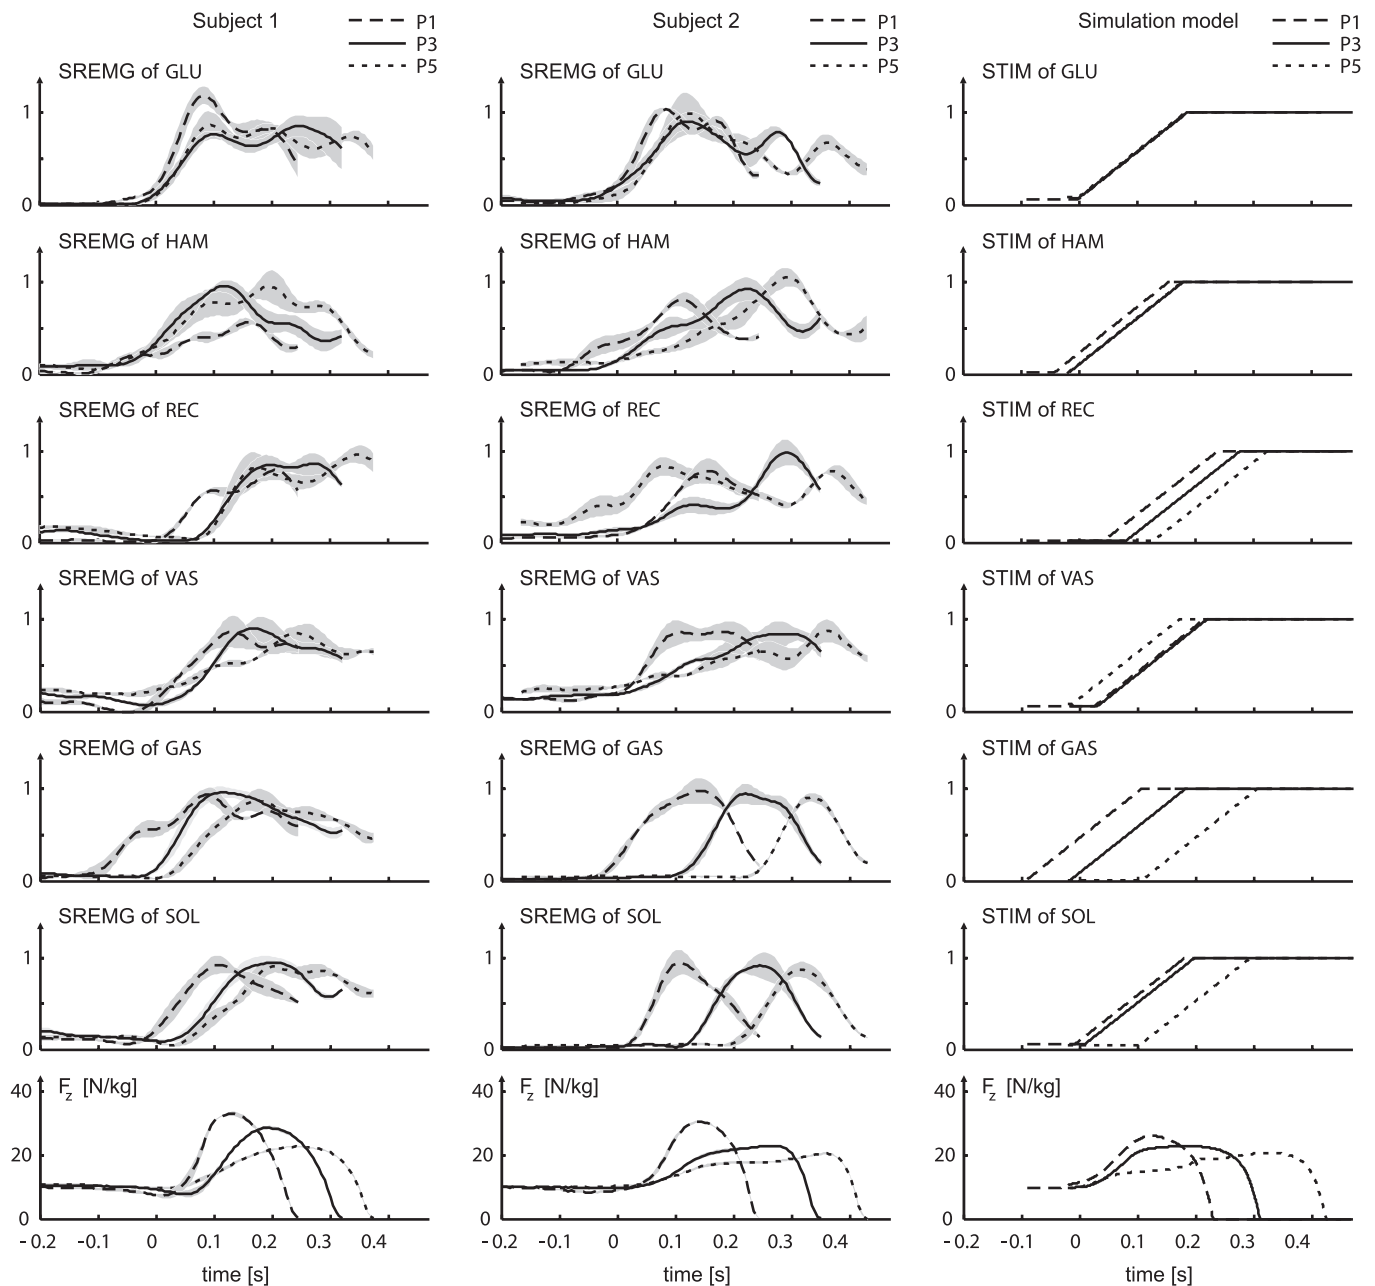 Subject 1
P1
P3
P5
Subject 2
P1
P3
P5
Simulation model
P1
P3
P5
SREMG of GLU
1
0
SREMG of GLU
1
0
STIM of GLU
1
0
SREMG of HAM
1
0
SREMG of HAM
1
0
STIM of HAM
1
0
SREMG of REC
1
0
SREMG of REC
1
0
STIM of REC
1
0
SREMG of VAS
1
0
SREMG of VAS
1
0
STIM of VAS
1
0
SREMG of GAS
1
0
SREMG of GAS
1
0
STIM of GAS
1
0
SREMG of SOL
1
0
SREMG of SOL
1
0
STIM of SOL
1
0
Fz [N/kg]
40
20
0
-0.2 -0.1 0 0.1 0.2 0.3 0.4
time [s]
Fz [N/kg]
40
20
0
-0.2 -0.1 0 0.1 0.2 0.3 0.4
time [s]
Fz [N/kg]
40
20
0
-0.2 -0.1 0 0.1 0.2 0.3 0.4
time [s]